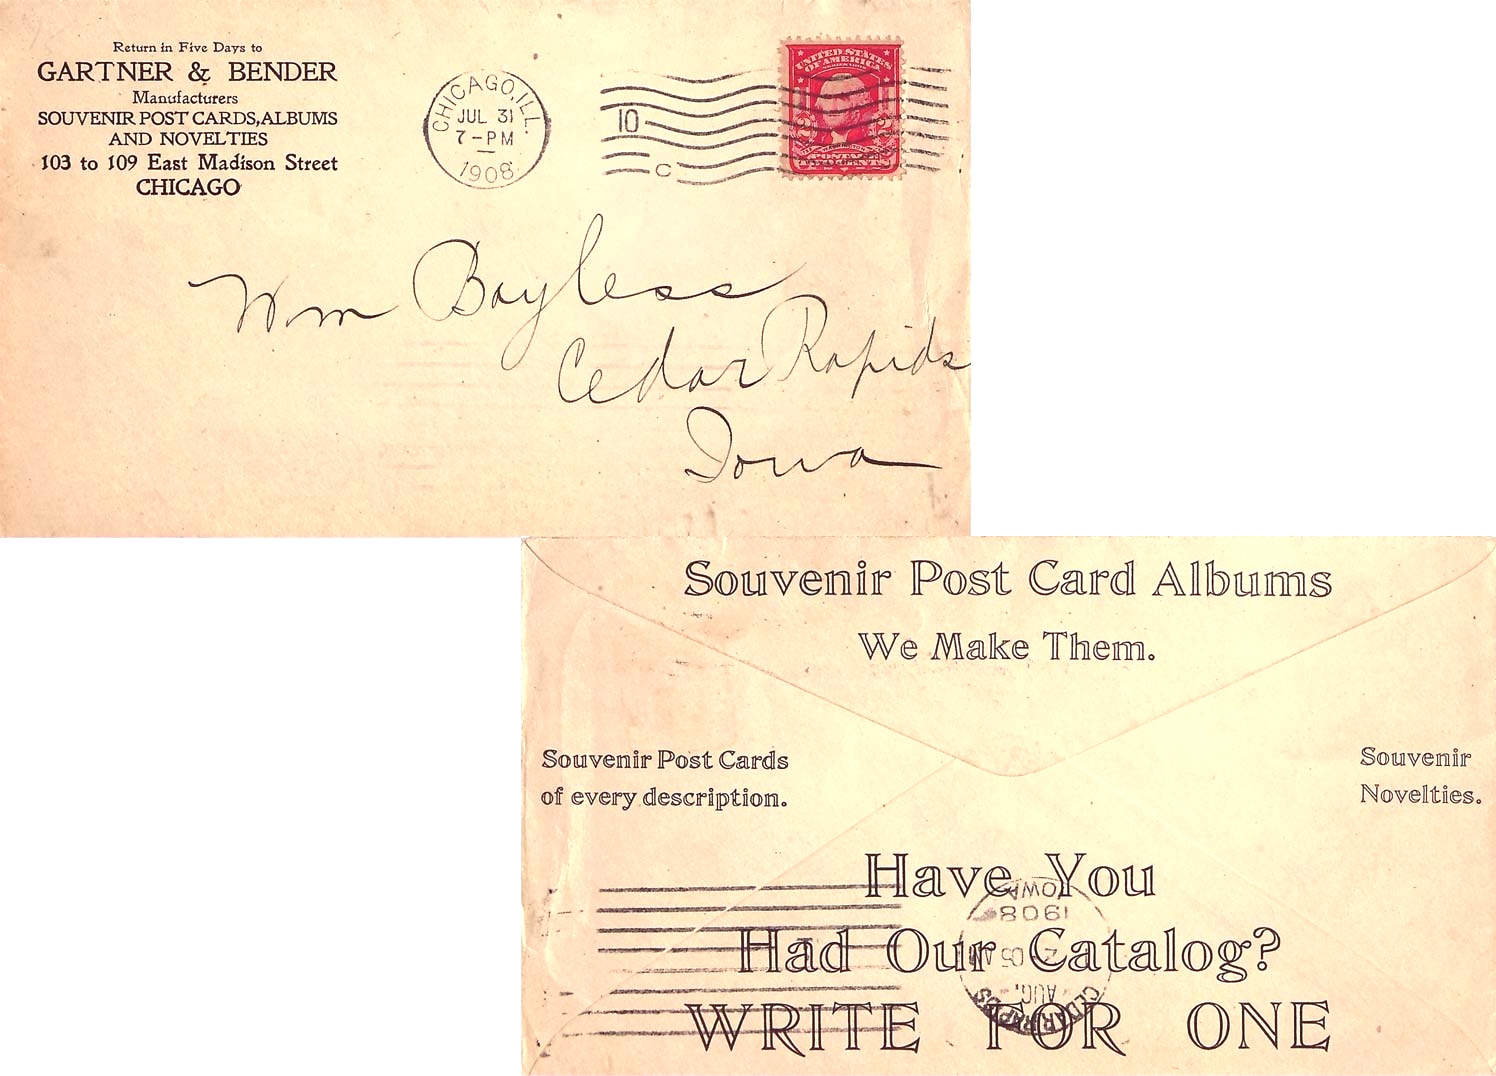 Return in Five Days to
GARTNER & BENDER
Manufacturers
SOUVENIR POST CARDS, ALBUMS
AND NOVELTIES
103 to 109 East Madison Street
CHICAGO
CHICAGO, ILL.
JUL 31
7-PM
1908
10
C
UNITED STATES
OF AMERICA
Wm Bayless
Cedar Rapids
Iowa
Souvenir Post Card Albums
We Make Them.
Souvenir Post Cards
of every description.
Souvenir
Novelties.
Have You
Had Our Catalog?
WRITE FOR ONE
CEDAR RAPIDS
AUG.
1908
IOWA